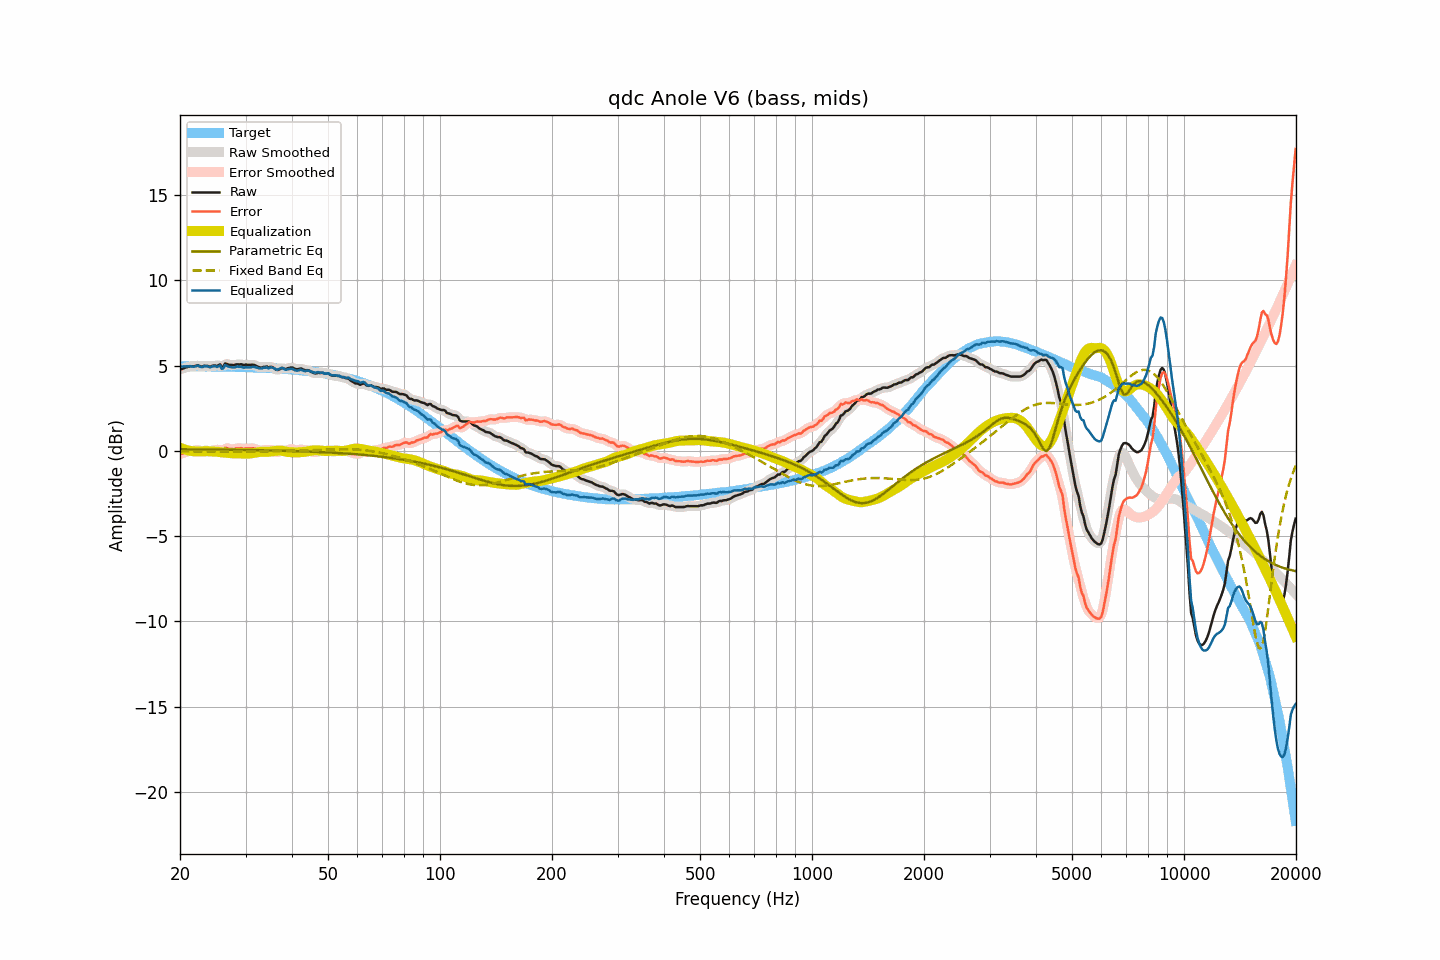 qdc Anole V6 (bass, mids)
Target
Raw Smoothed
Error Smoothed
Raw
Error
Equalization
Parametric Eq
Fixed Band Eq
Equalized
Amplitude (dBr)
15
10
5
0
−5
−10
−15
−20
20 50 100 200 500 1000 2000 5000 10000 20000
Frequency (Hz)